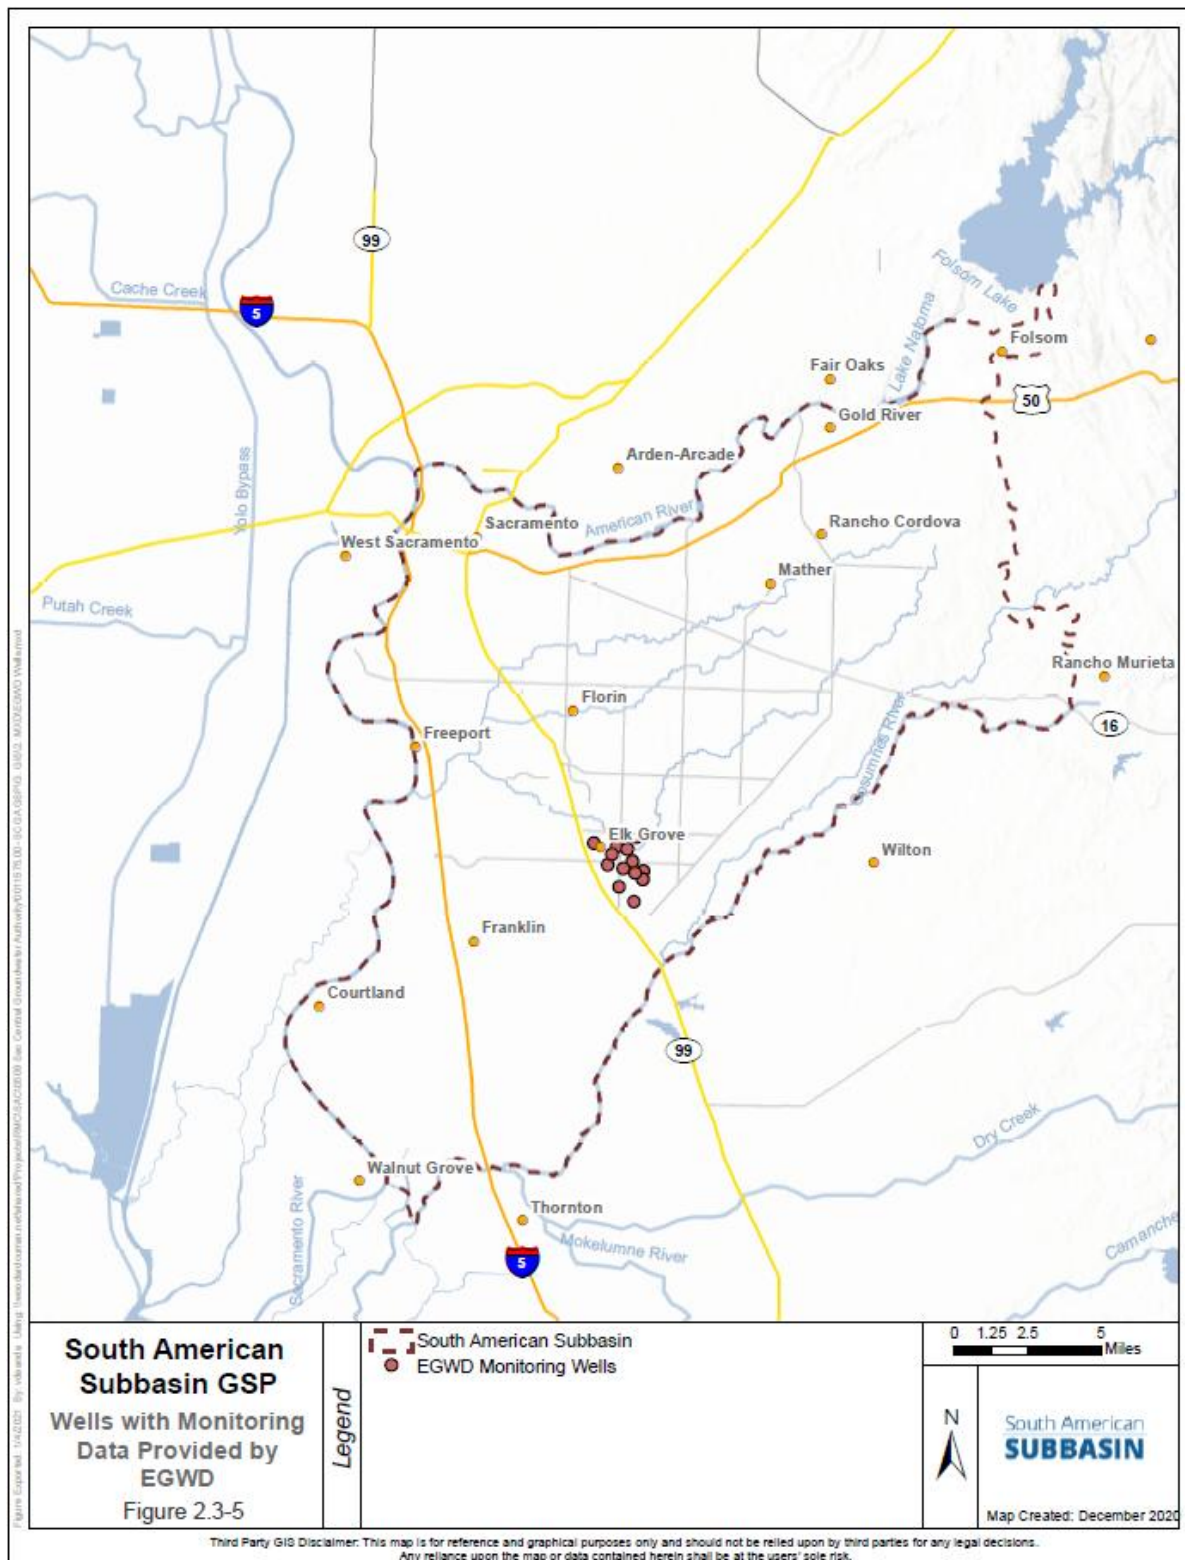 99
Cache Creek
5
Folsom Lake
Lake Natoma
Folsom
Fair Oaks
50
Gold River
Arden-Arcade
Yolo Bypass
American River
Sacramento
Rancho Cordova
West Sacramento
Mather
Putah Creek
Rancho Murieta
Florin
Cosumnes River
16
Freeport
Elk Grove
Wilton
Franklin
Courtland
99
Dry Creek
Walnut Grove
Sacramento River
Thornton
Mokelumne River
Camanche
5
South American
Subbasin GSP
Wells with Monitoring
Data Provided by
EGWD
Figure 2.3-5
Legend
South American Subbasin
EGWD Monitoring Wells
0 1.25 2.5 5
Miles
N
South American
SUBBASIN
Map Created: December 2020
Third Party GIS Disclaimer: This map is for reference and graphical purposes only and should not be relied upon by third parties for any legal decisions.
Any reliance upon the map or data contained herein shall be at the users' sole risk.